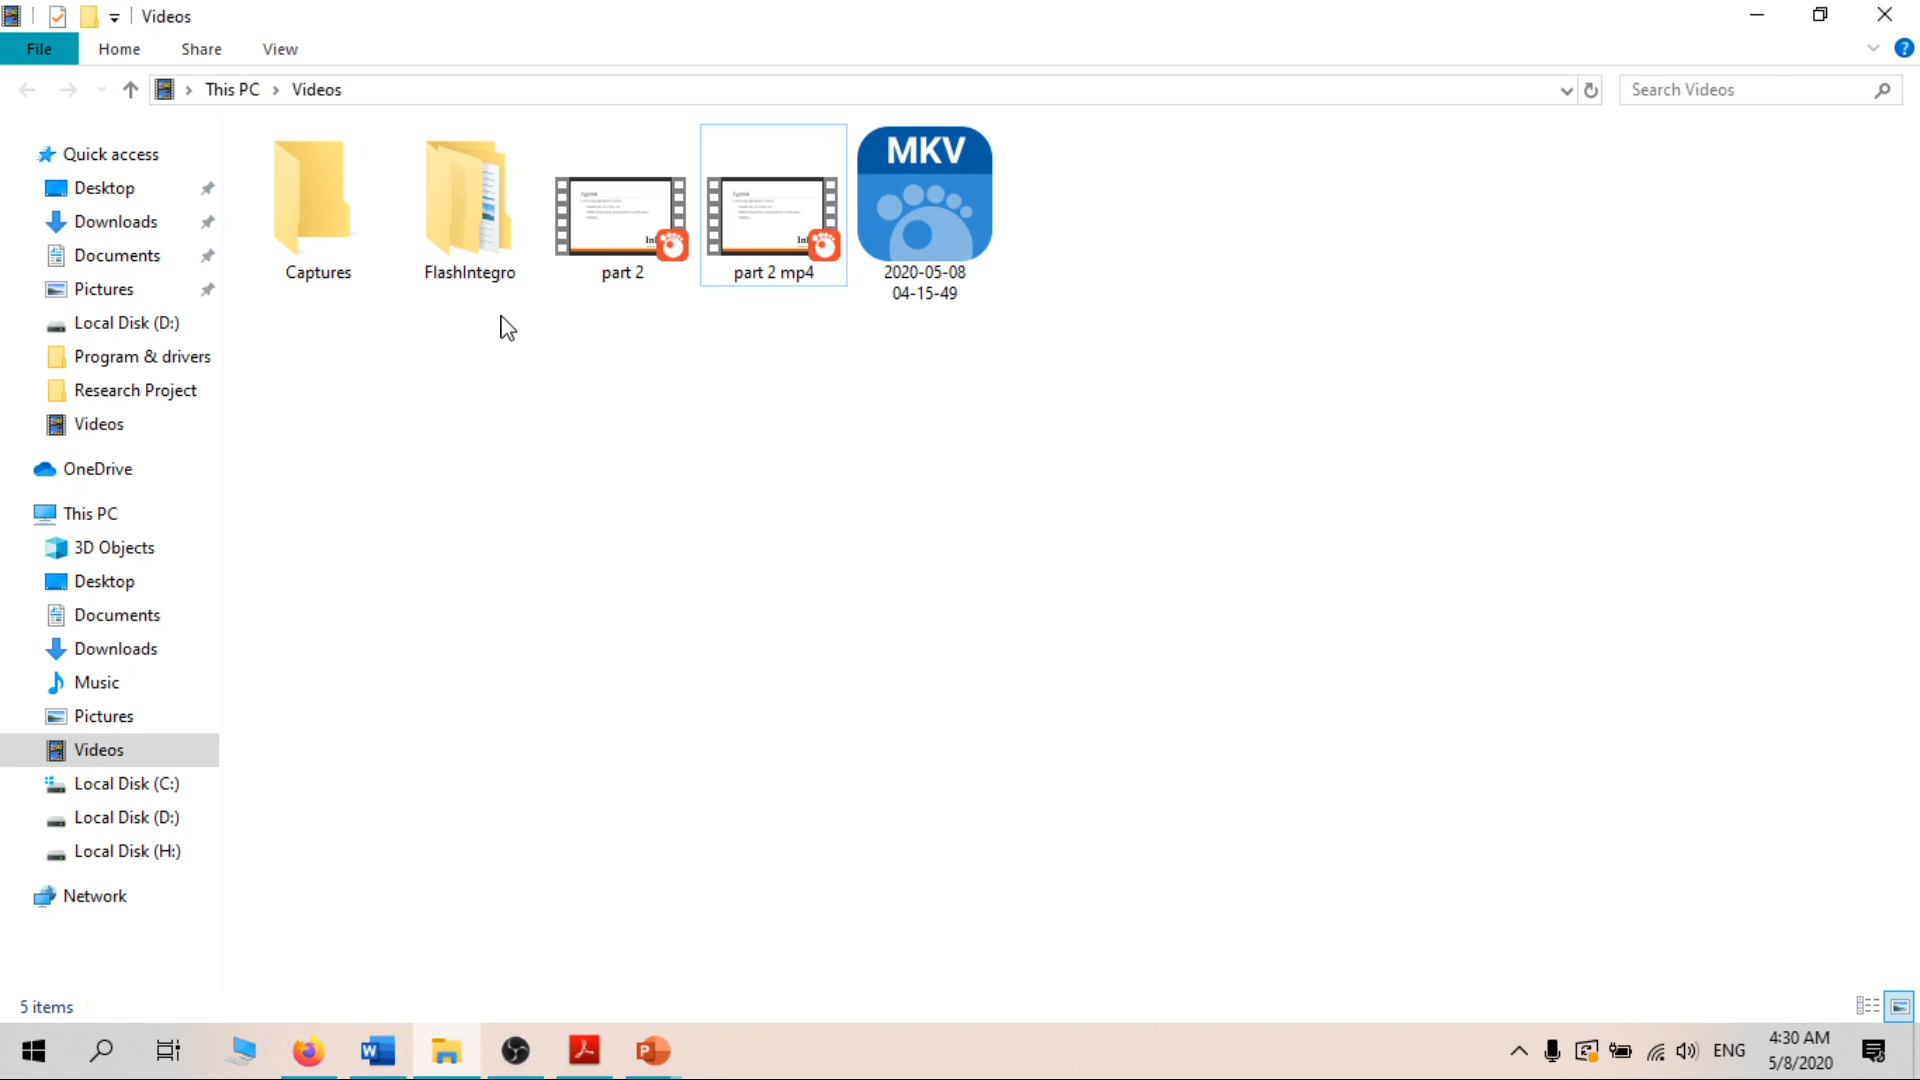 Videos
File Home Share View
This PC > Videos
Search Videos
Quick access
Desktop
Downloads
Documents
Pictures
Local Disk (D:)
Program & drivers
Research Project
Videos
OneDrive
This PC
3D Objects
Desktop
Documents
Downloads
Music
Pictures
Videos
Local Disk (C:)
Local Disk (D:)
Local Disk (H:)
Network
Captures
FlashIntegro
Agenda
part 2
Agenda
part 2 mp4
MKV
2020-05-08
04-15-49
5 items
ENG
4:30 AM
5/8/2020